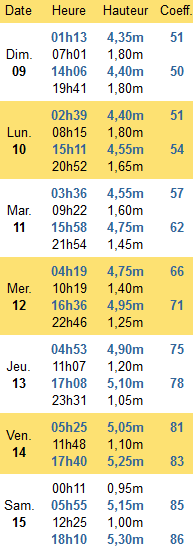 Date Heure Hauteur Coeff.
01h13 4,35m 51
Dim. 07h01 1,80m
09 14h06 4,40m 50
19h41 1,80m
02h39 4,40m 51
Lun. 08h15 1,80m
10 15h11 4,55m 54
20h52 1,65m
03h36 4,55m 57
Mar. 09h22 1,60m
11 15h58 4,75m 62
21h54 1,45m
04h19 4,75m 66
Mer. 10h19 1,40m
12 16h36 4,95m 71
22h46 1,25m
04h53 4,90m 75
Jeu. 11h07 1,20m
13 17h08 5,10m 78
23h31 1,05m
05h25 5,05m 81
Ven. 11h48 1,10m
14 17h40 5,25m 83
00h11 0,95m
Sam. 05h55 5,15m 85
15 12h25 1,00m
18h10 5,30m 86